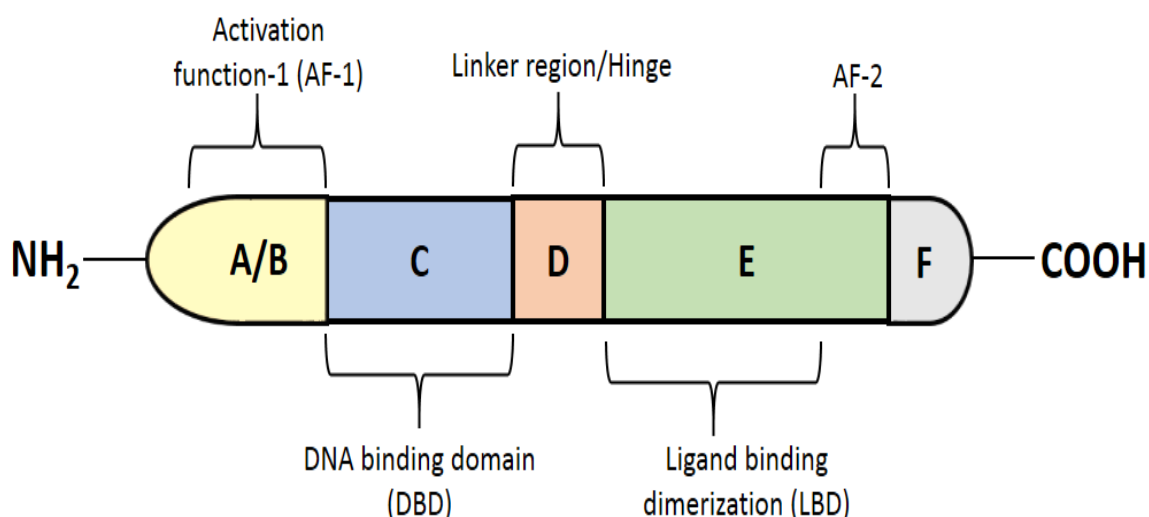 Activation
function-1 (AF-1)
Linker region/Hinge
AF-2
NH₂
A/B
C
D
E
F
COOH
DNA binding domain
(DBD)
Ligand binding
dimerization (LBD)